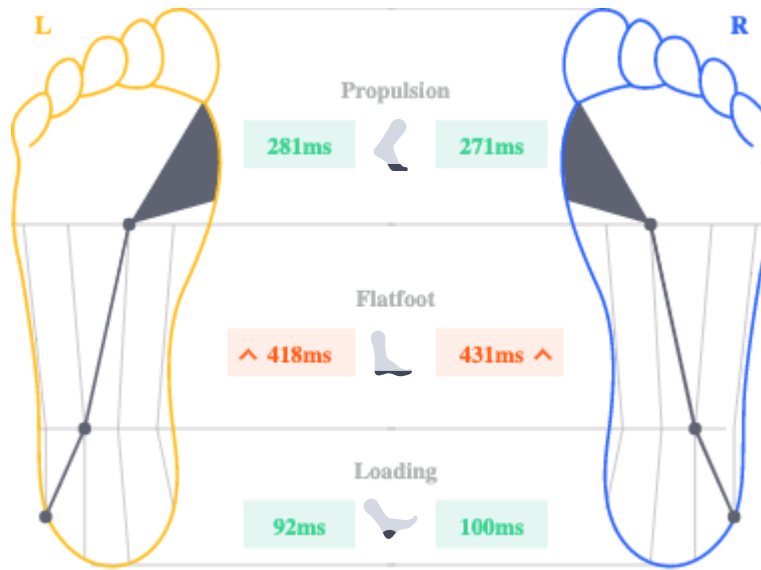 L
R
Propulsion
281ms
271ms
Flatfoot
418ms
431ms
Loading
92ms
100ms